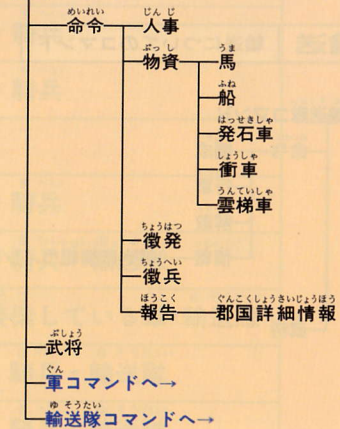 命令 人事
物資 馬
船
発石車
衝車
雲梯車
徴発
徴兵
報告 郡国詳細情報
武将
軍コマンドへ→
輸送隊コマンドへ→
めいれい じんじ
ぶっし うま
ふね
はっせきしゃ
しょうしゃ
うんていしゃ
ちょうはつ
ちょうへい
ほうこく ぐんこくしょうさいじょうほう
ぶしょう
ぐん
ゆそうたい